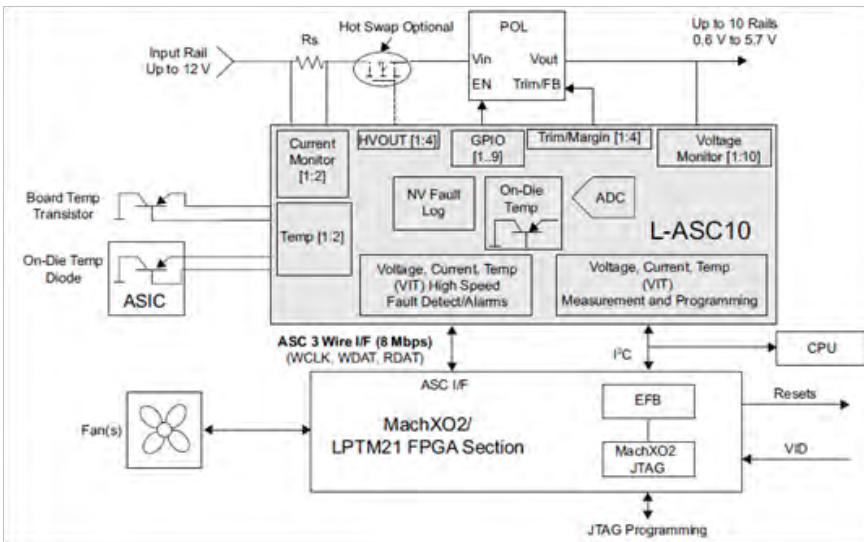 Hot Swap Optional
POL
Up to 10 Rails
0.6 V to 5.7 V
Input Rail
Up to 12 V
Rs
Vin
Vout
EN
Trim/FB
Current
Monitor
[1:2]
HVOUT [1:4]
GPIO
[1..9]
Trim/Margin [1:4]
Voltage
Monitor [1:10]
Board Temp
Transistor
NV Fault
Log
On-Die
Temp
ADC
L-ASC10
Temp [1:2]
On-Die Temp
Diode
ASIC
Voltage, Current, Temp
(VIT) High Speed
Fault Detect/Alarms
Voltage, Current, Temp
(VIT)
Measurement and Programming
ASC 3 Wire I/F (8 Mbps)
(WCLK, WDAT, RDAT)
I²C
CPU
ASC I/F
EFB
Resets
Fan(s)
MachXO2/
LPTM21 FPGA Section
MachXO2
JTAG
VID
JTAG Programming